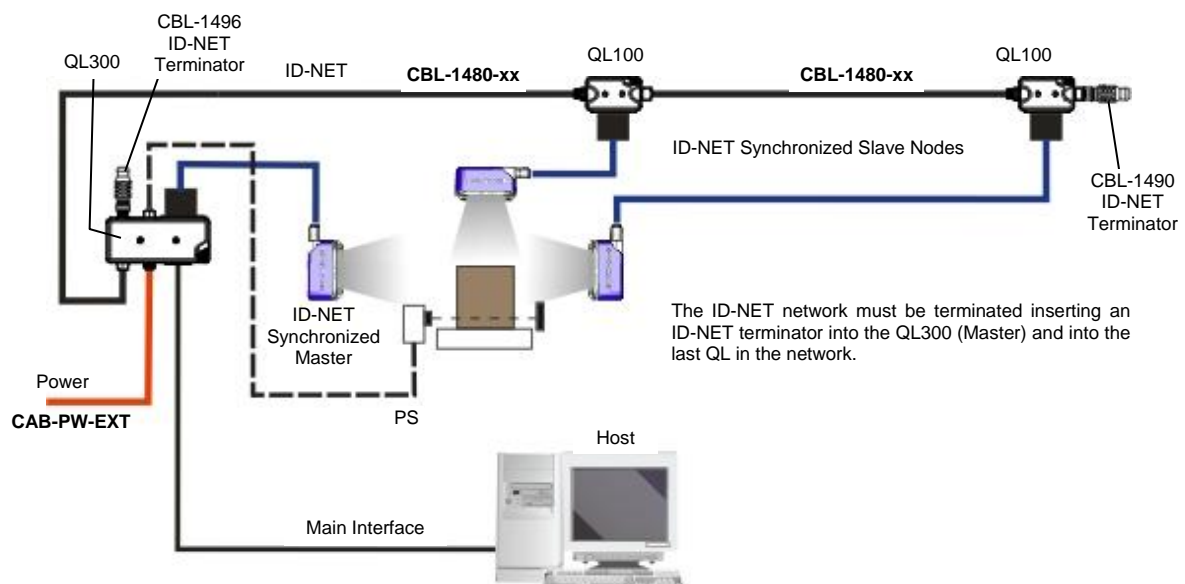 CBL-1496
ID-NET
Terminator
QL300
ID-NET
CBL-1480-xx
QL100
CBL-1480-xx
QL100
ID-NET Synchronized Slave Nodes
CBL-1490
ID-NET
Terminator
ID-NET
Synchronized
Master
The ID-NET network must be terminated inserting an
ID-NET terminator into the QL300 (Master) and into the
last QL in the network.
Power
CAB-PW-EXT
PS
Host
Main Interface